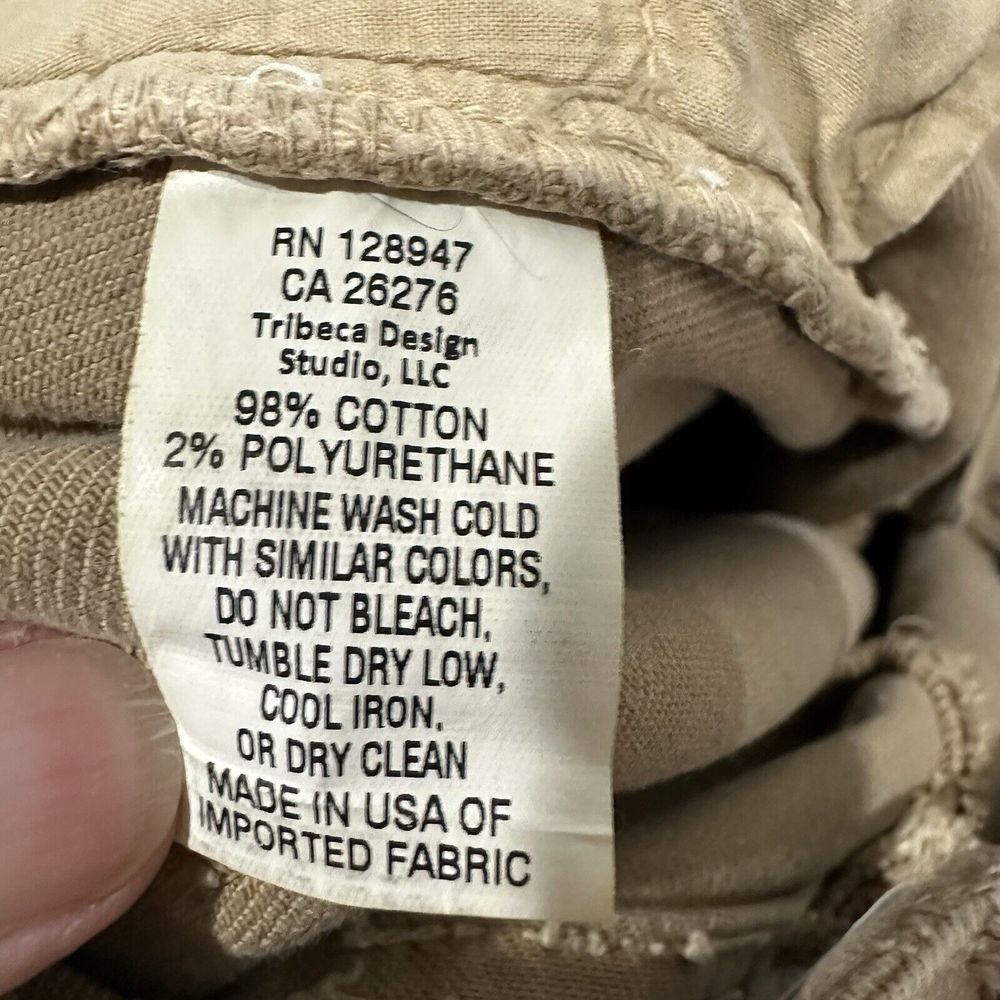 RN 128947
CA 26276
Tribeca Design
Studio, LLC
98% COTTON
2% POLYURETHANE
MACHINE WASH COLD
WITH SIMILAR COLORS,
DO NOT BLEACH,
TUMBLE DRY LOW,
COOL IRON,
OR DRY CLEAN
MADE IN USA OF
IMPORTED FABRIC